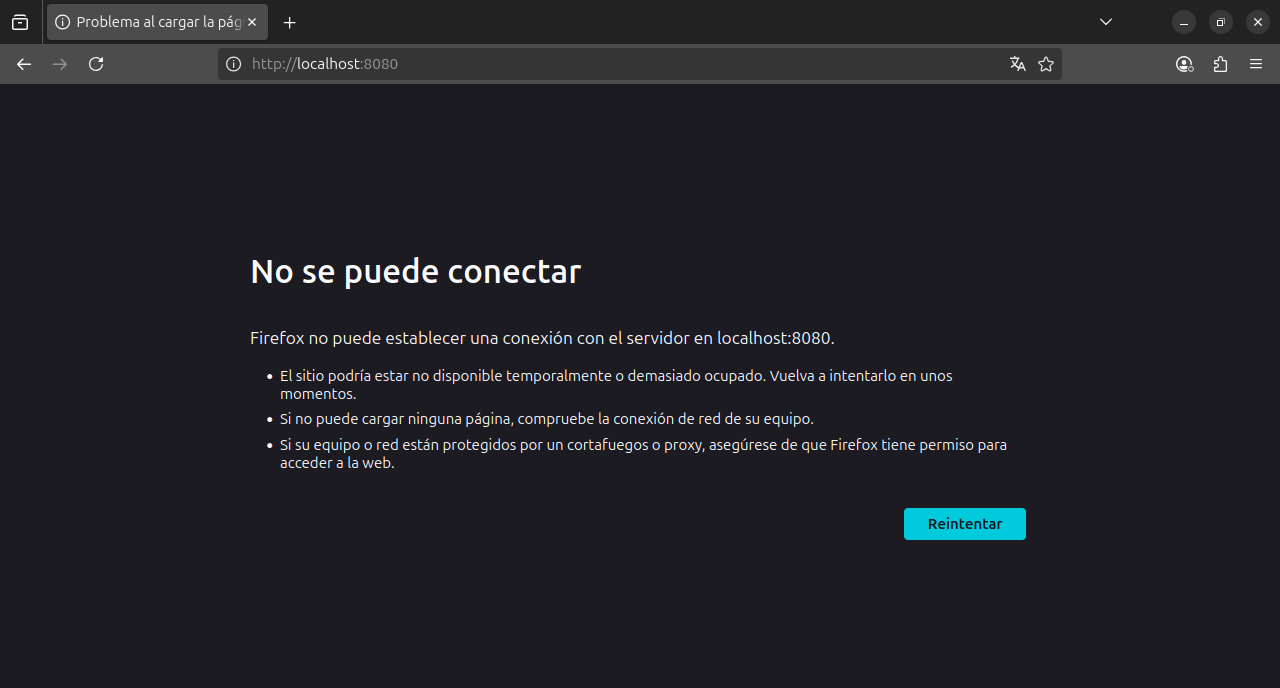 Problema al cargar la pág
http://localhost:8080
No se puede conectar
Firefox no puede establecer una conexión con el servidor en localhost:8080.
El sitio podría estar no disponible temporalmente o demasiado ocupado. Vuelva a intentarlo en unos
momentos.
Si no puede cargar ninguna página, compruebe la conexión de red de su equipo.
Si su equipo o red están protegidos por un cortafuegos o proxy, asegúrese de que Firefox tiene permiso para
acceder a la web.
Reintentar